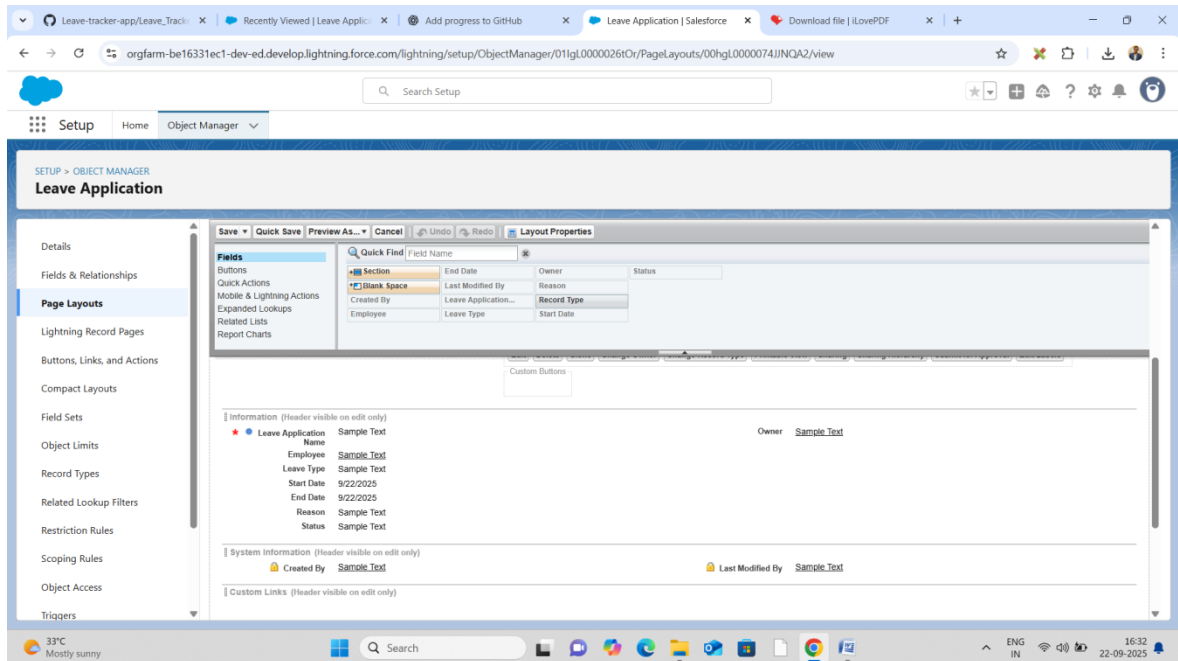 Leave-tracker-app/Leave_Track
Recently Viewed | Leave Applic
Add progress to GitHub
Leave Application | Salesforce
Download file | iLovePDF
orgfarm-be16331ec1-dev-ed.develop.lightning.force.com/lightning/setup/ObjectManager/01IgL0000026tOr/PageLayouts/00hgL0000074JJNQA2/view
Search Setup
Setup Home Object Manager
SETUP > OBJECT MANAGER
Leave Application
Details
Fields & Relationships
Page Layouts
Lightning Record Pages
Buttons, Links, and Actions
Compact Layouts
Field Sets
Object Limits
Record Types
Related Lookup Filters
Restriction Rules
Scoping Rules
Object Access
Triggers
Save Quick Save Preview As... Cancel Undo Redo Layout Properties
Fields
Buttons
Quick Actions
Mobile & Lightning Actions
Expanded Lookups
Related Lists
Report Charts
Quick Find Field Name
Section End Date Owner Status
Blank Space Last Modified By Reason
Created By Leave Application... Record Type
Employee Leave Type Start Date
Custom Buttons
Information (Header visible on edit only)
Leave Application Name Sample Text Owner Sample Text
Employee Sample Text
Leave Type Sample Text
Start Date 9/22/2025
End Date 9/22/2025
Reason Sample Text
Status Sample Text
System Information (Header visible on edit only)
Created By Sample Text Last Modified By Sample Text
Custom Links (Header visible on edit only)
33°C
Mostly sunny
Search
ENG
IN
16:32
22-09-2025